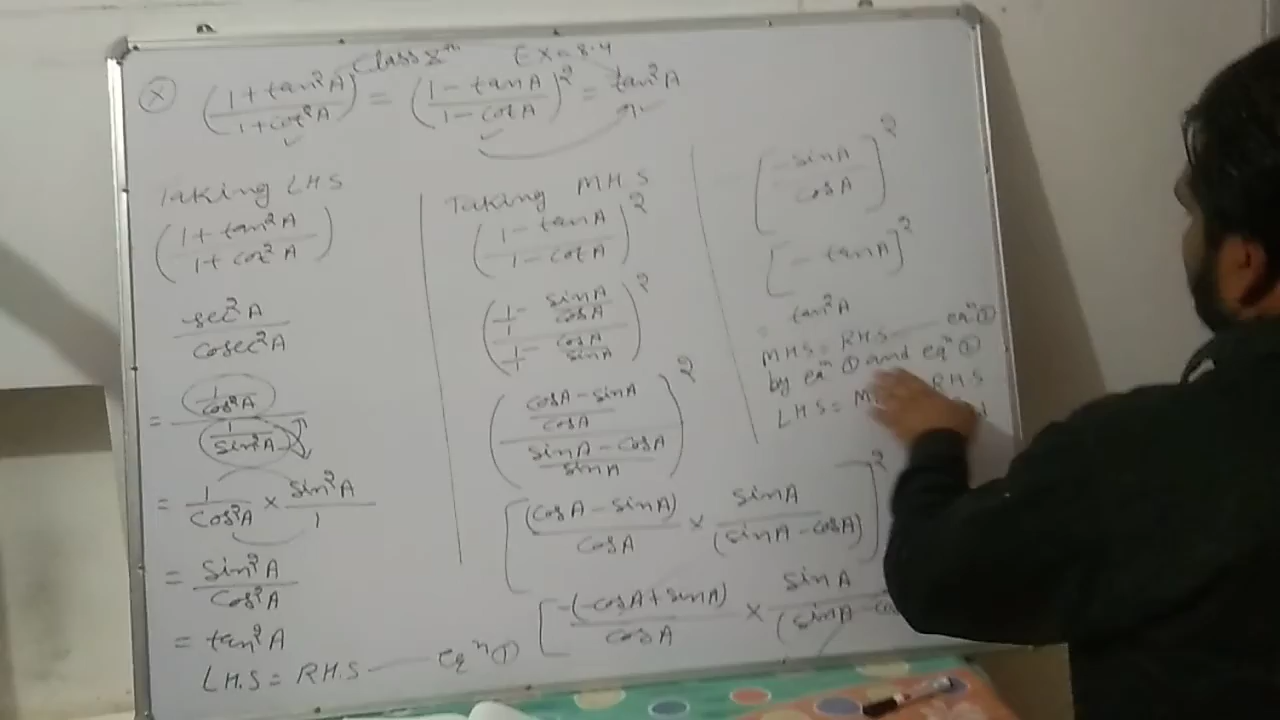 Class 8th Ex = 8.4
(x) ((1 + tan²A)/(1 + cot²A)) = ((1 - tanA)/(1 - cotA))² = tan²A
Taking LHS
((1 + tan²A)/(1 + cot²A))
sec²A/cosec²A
= (1/cos²A)/(1/sin²A)
= 1/cos²A × sin²A/1
= sin²A/cos²A
= tan²A
LH.S = RH.S — eqⁿ ①
Taking MHS
((1 - tanA)/(1 - cotA))²
((1/1 - sinA/cosA)/(1/1 - cosA/sinA))²
(((cosA - sinA)/cosA)/((sinA - cosA)/sinA))²
[(cosA - sinA)/cosA × sinA/(sinA - cosA)]²
[-(-cosA + sinA)/cosA × sinA/(sinA -
[-sinA/cosA]²
[- tanA]²
= tan²A
MHS = RHS — eqⁿ ②
by eqⁿ ① and eqⁿ ②
LHS = M RHS